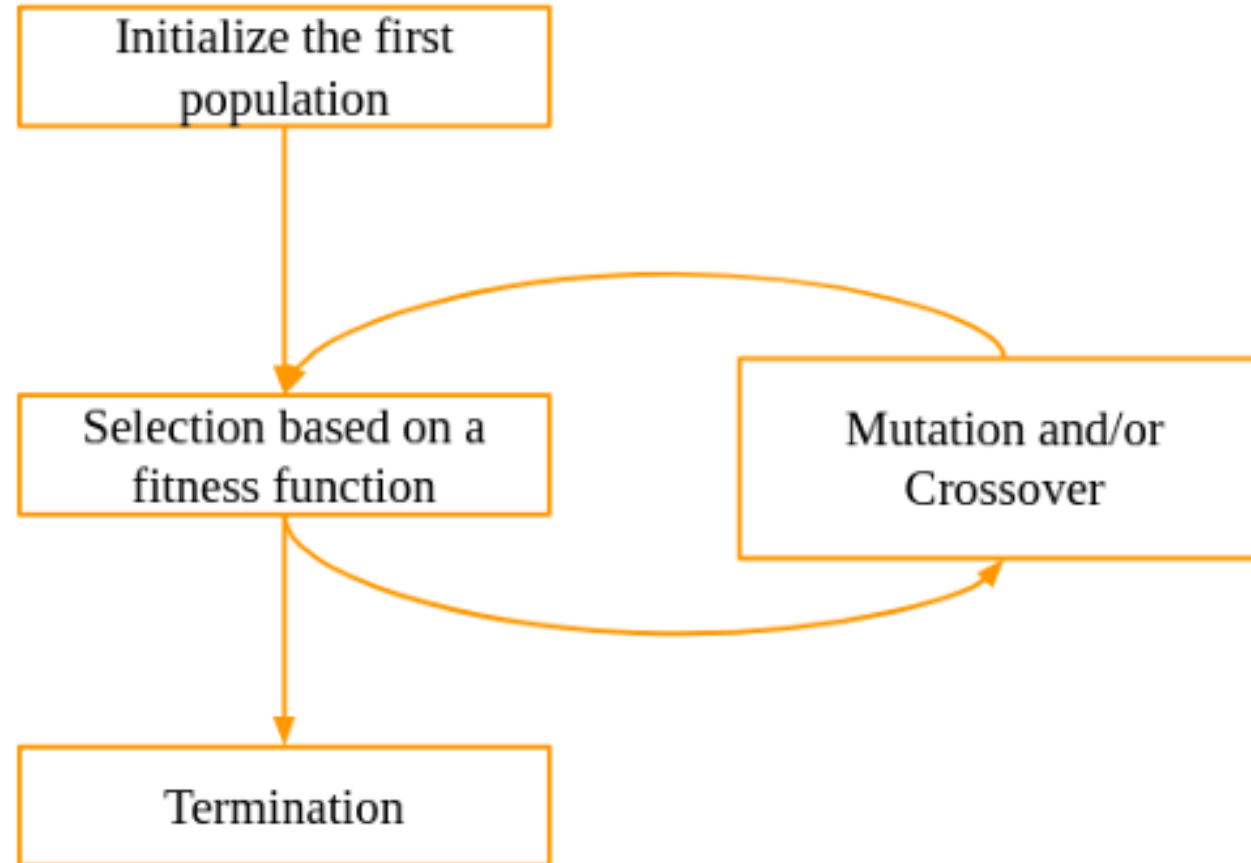 Initialize the first
population
Selection based on a
fitness function
Mutation and/or
Crossover
Termination